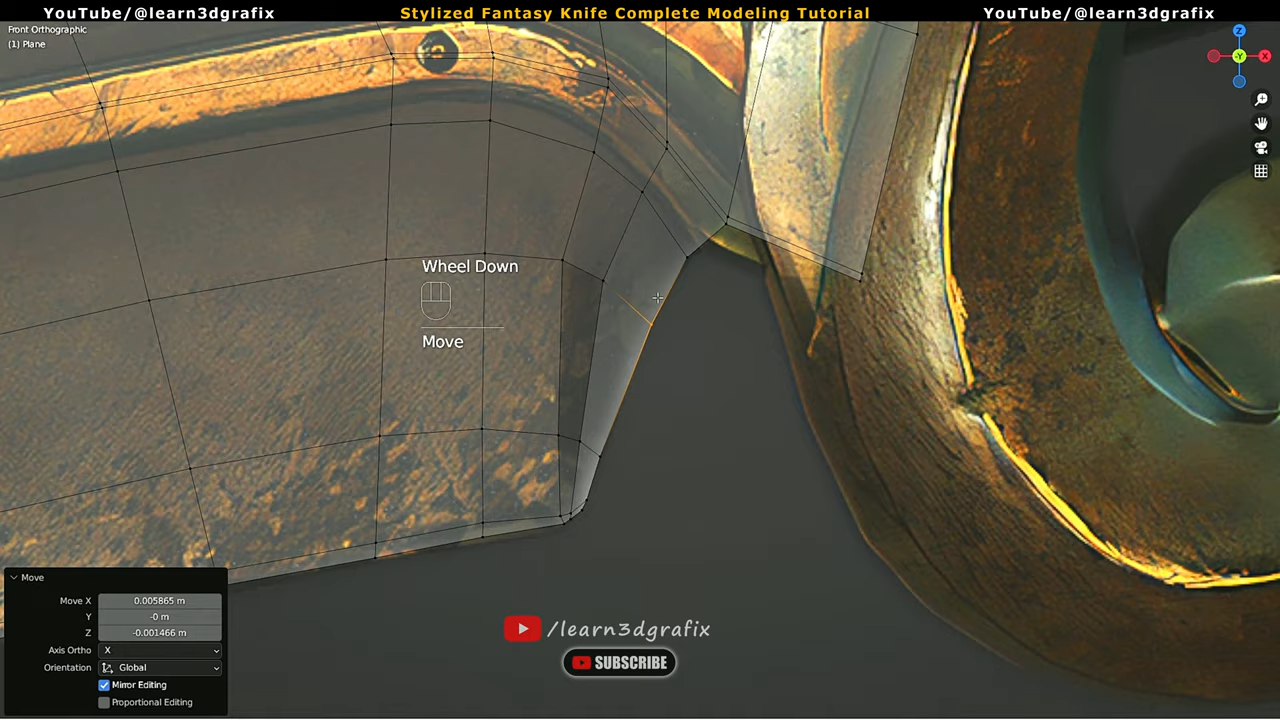 YouTube/@learn3dgrafix
Stylized Fantasy Knife Complete Modeling Tutorial
YouTube/@learn3dgrafix
Front Orthographic
(1) Plane
Z
Y
X
Wheel Down
Move
Move
Move X 0.005865 m
Y -0 m
Z -0.001466 m
Axis Ortho X
Orientation Global
Mirror Editing
Proportional Editing
/learn3dgrafix
SUBSCRIBE